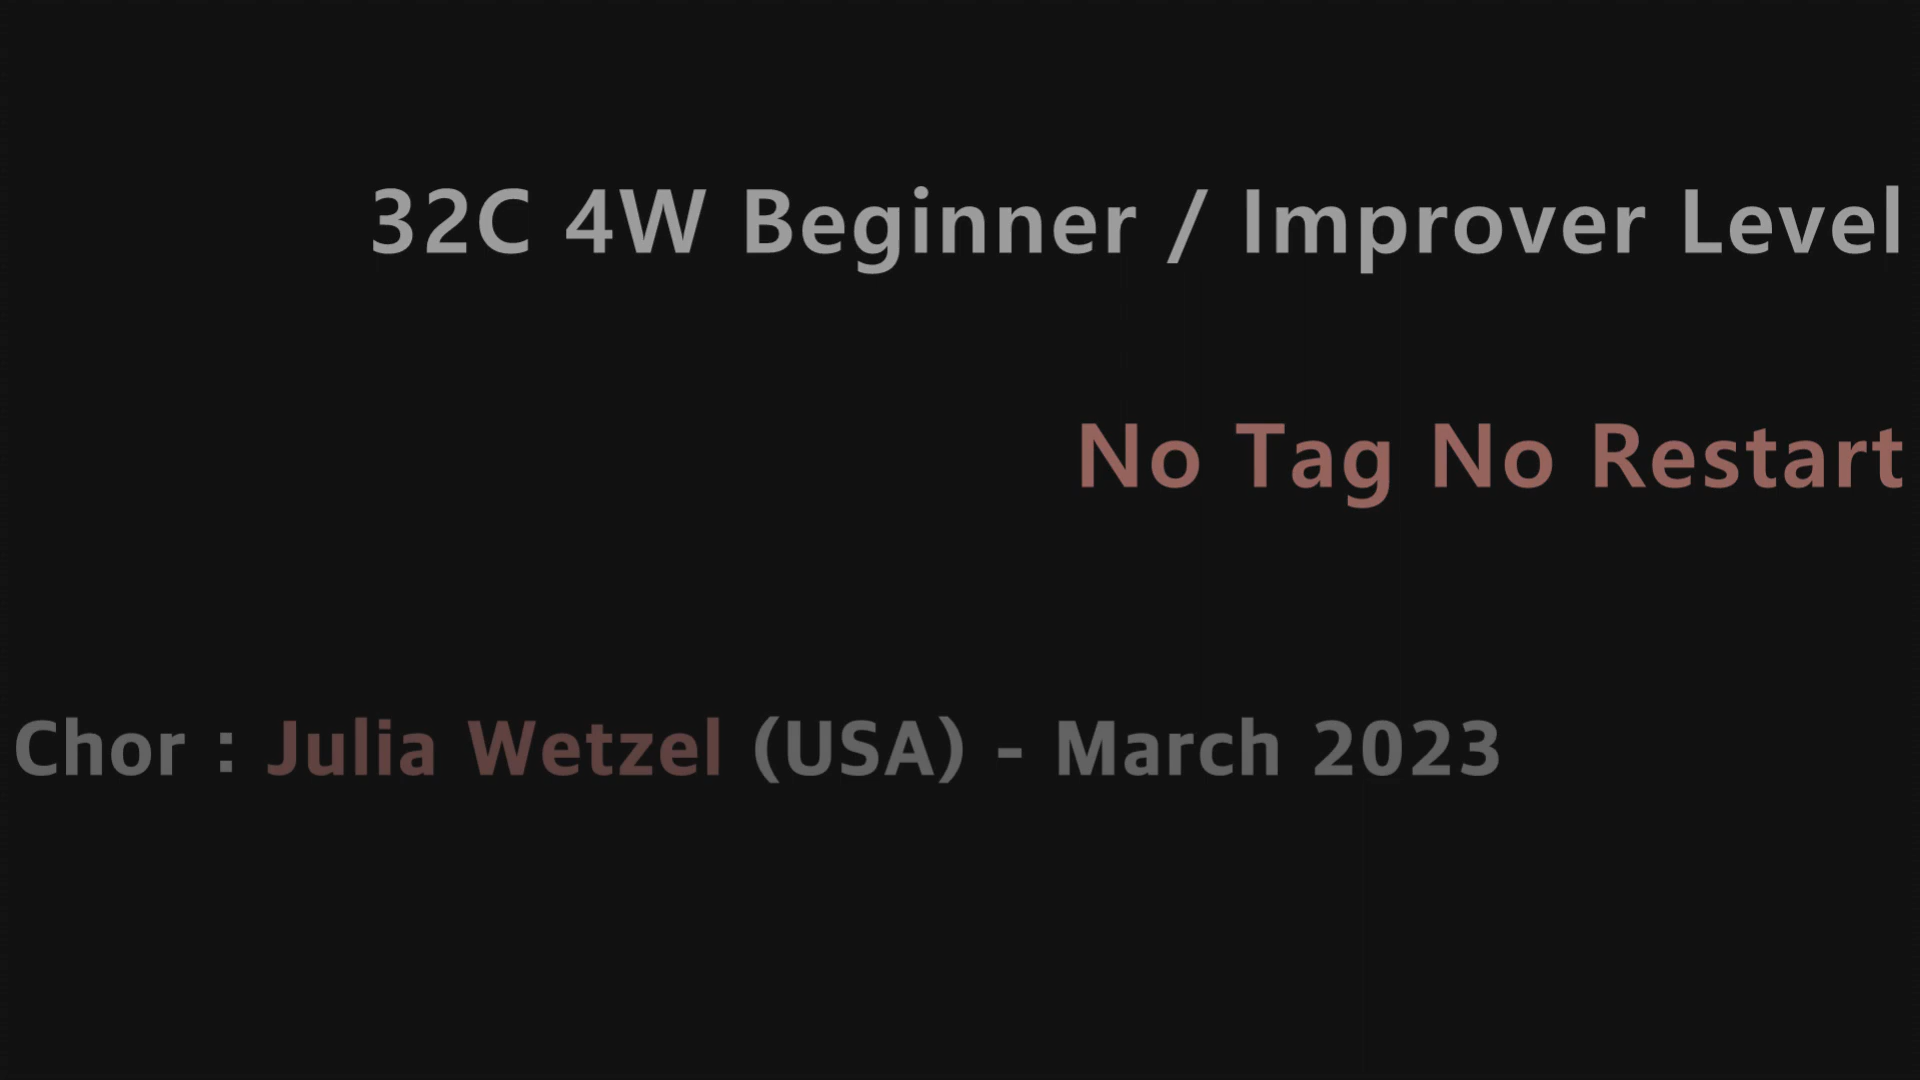 32C 4W Beginner / Improver Level
No Tag No Restart
Chor : Julia Wetzel (USA) - March 2023